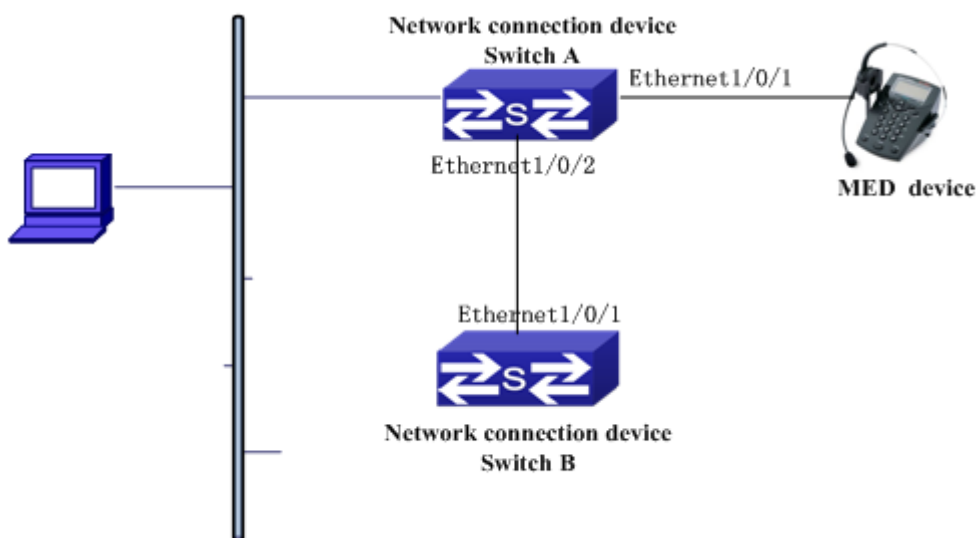 Network connection device
Switch A
Ethernet1/0/1
S
Ethernet1/0/2
MED device
Ethernet1/0/1
S
Network connection device
Switch B